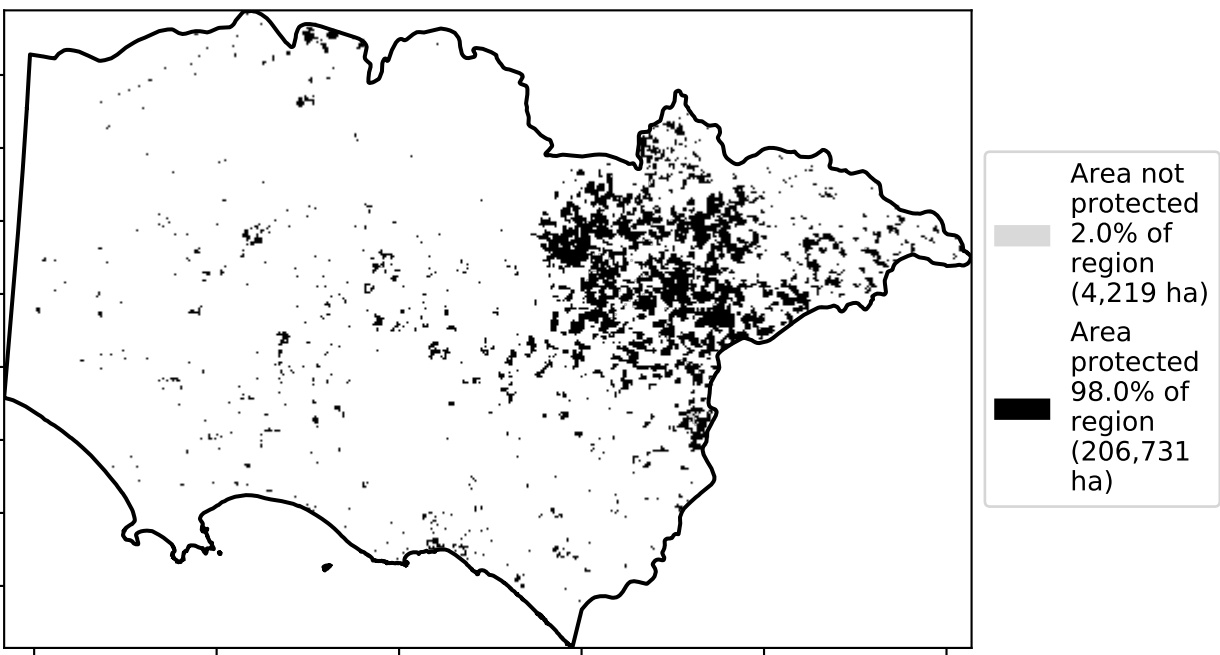 Area not
protected
2.0% of
region
(4,219 ha)
Area
protected
98.0% of
region
(206,731
ha)